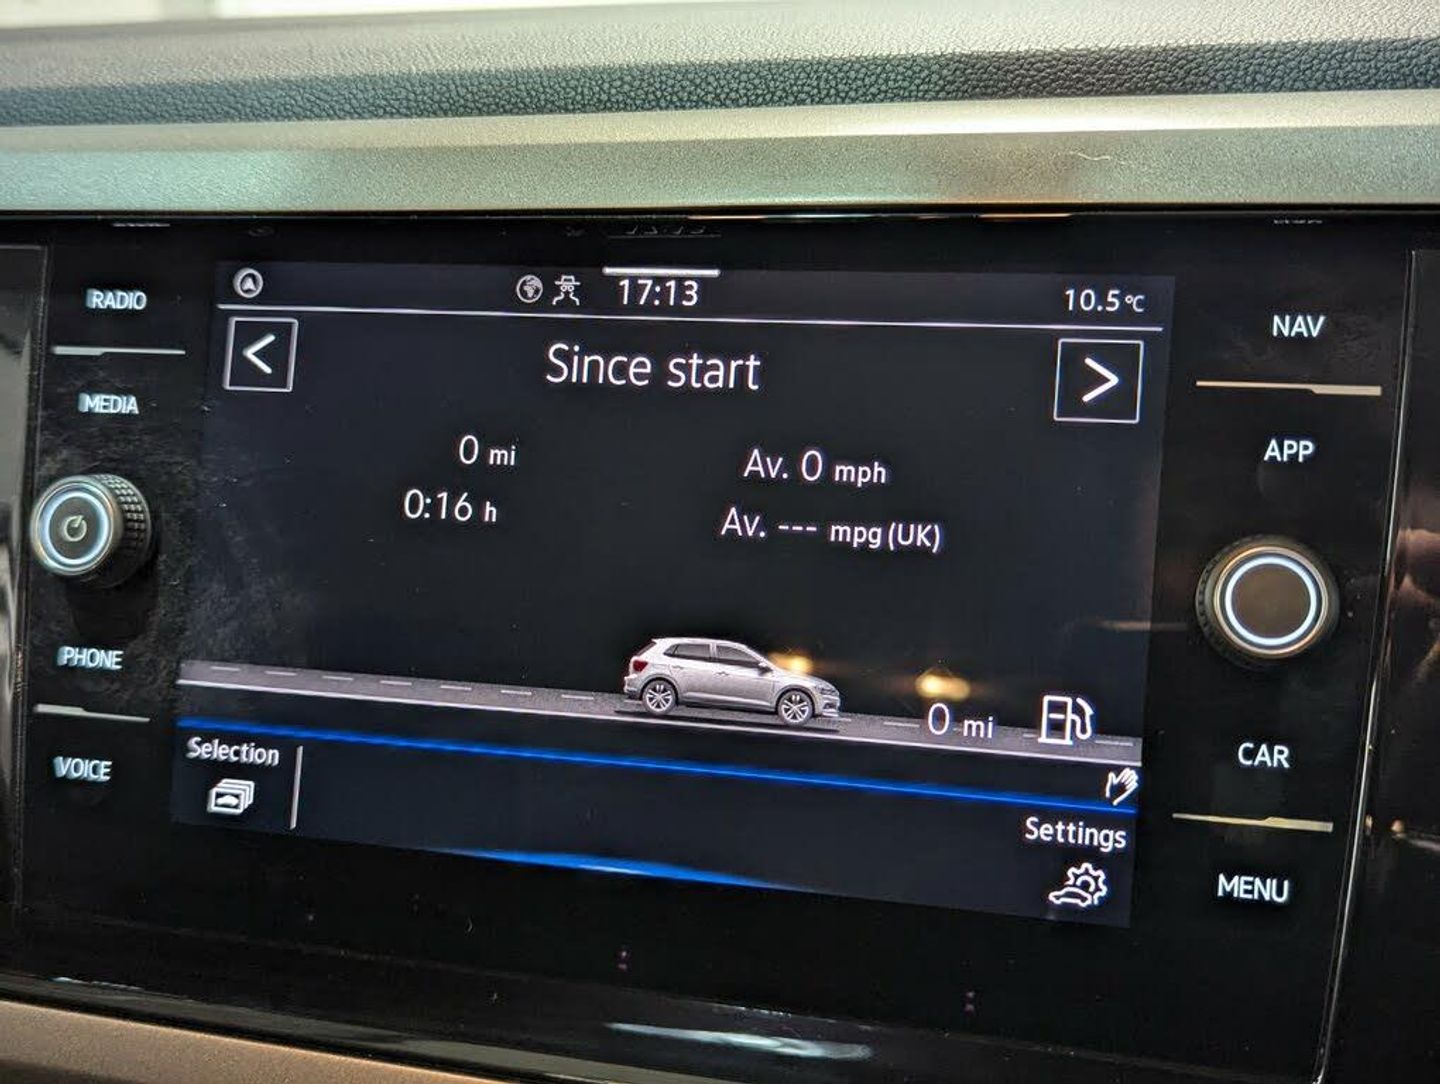 RADIO
MEDIA
PHONE
VOICE
17:13
10.5°C
Since start
0 mi
0:16 h
Av. 0 mph
Av. --- mpg (UK)
0 mi
Selection
Settings
NAV
APP
CAR
MENU